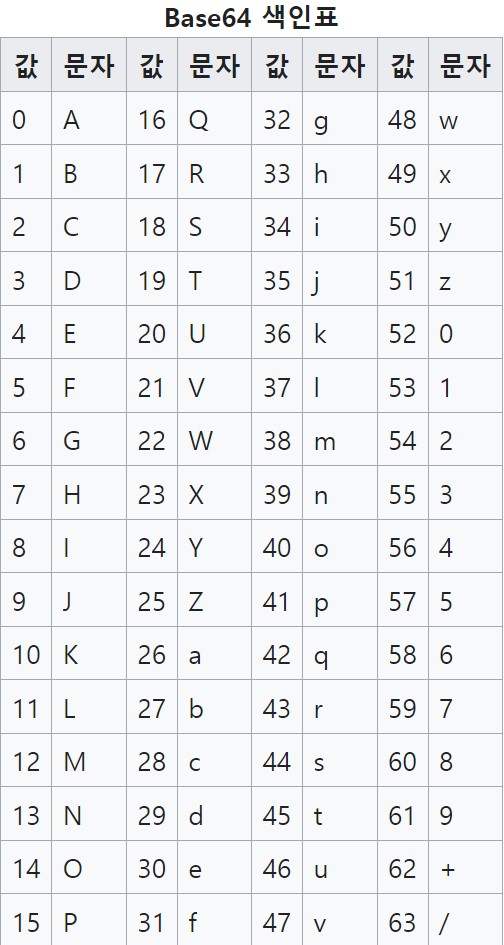 Base64 색인표
값 문자 값 문자 값 문자 값 문자
0 A 16 Q 32 g 48 w
1 B 17 R 33 h 49 x
2 C 18 S 34 i 50 y
3 D 19 T 35 j 51 z
4 E 20 U 36 k 52 0
5 F 21 V 37 l 53 1
6 G 22 W 38 m 54 2
7 H 23 X 39 n 55 3
8 I 24 Y 40 o 56 4
9 J 25 Z 41 p 57 5
10 K 26 a 42 q 58 6
11 L 27 b 43 r 59 7
12 M 28 c 44 s 60 8
13 N 29 d 45 t 61 9
14 O 30 e 46 u 62 +
15 P 31 f 47 v 63 /